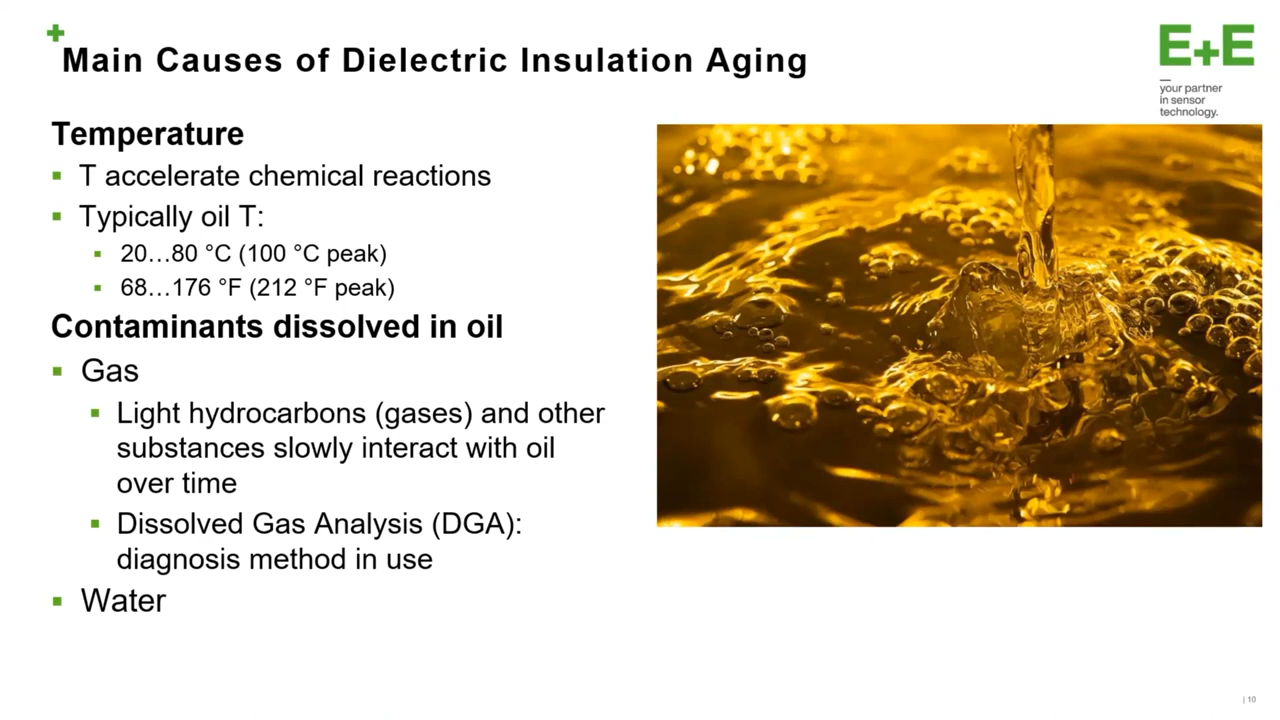 Main Causes of Dielectric Insulation Aging
E+E
your partner
in sensor
technology.
Temperature
T accelerate chemical reactions
Typically oil T:
20…80 °C (100 °C peak)
68…176 °F (212 °F peak)
Contaminants dissolved in oil
Gas
Light hydrocarbons (gases) and other
substances slowly interact with oil
over time
Dissolved Gas Analysis (DGA):
diagnosis method in use
Water
| 10